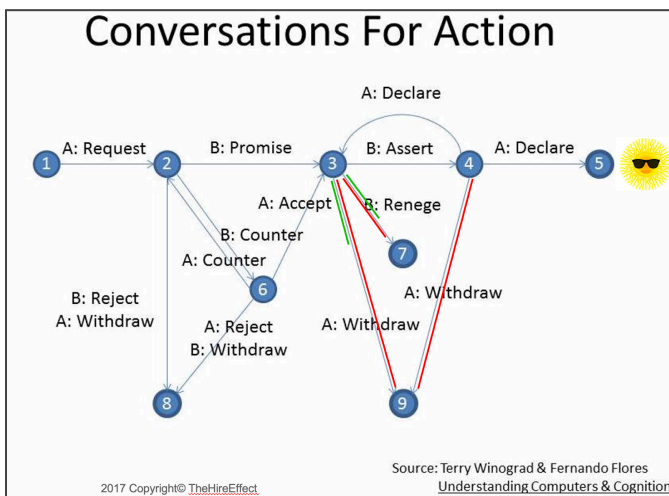 Conversations For Action
A: Declare
A: Request
B: Promise
B: Assert
A: Declare
1
2
3
4
5
A: Accept
B: Renege
B: Counter
A: Counter
7
6
A: Withdraw
B: Reject
A: Withdraw
A: Reject
B: Withdraw
A: Withdraw
8
9
Source: Terry Winograd & Fernando Flores
Understanding Computers & Cognition
2017 Copyright© TheHireEffect